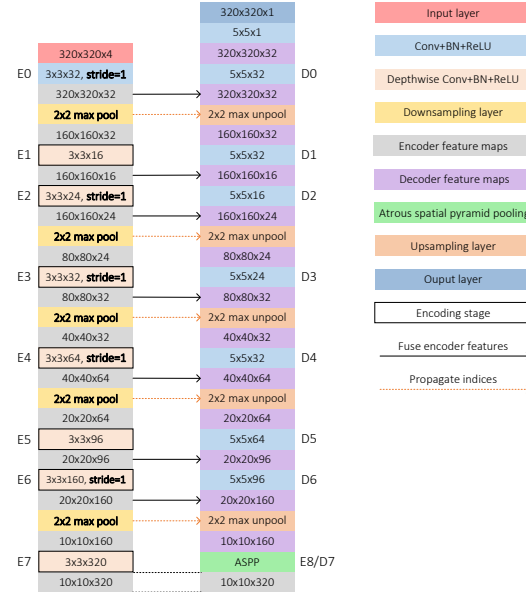 320x320x4
E0
3x3x32, stride=1
320x320x32
2x2 max pool
160x160x32
E1
3x3x16
160x160x16
E2
3x3x24, stride=1
160x160x24
2x2 max pool
80x80x24
E3
3x3x32, stride=1
80x80x32
2x2 max pool
40x40x32
E4
3x3x64, stride=1
40x40x64
2x2 max pool
20x20x64
E5
3x3x96
20x20x96
E6
3x3x160, stride=1
20x20x160
2x2 max pool
10x10x160
E7
3x3x320
10x10x320
320x320x1
5x5x1
320x320x32
5x5x32
D0
320x320x32
2x2 max unpool
160x160x32
5x5x32
D1
160x160x16
5x5x16
D2
160x160x24
2x2 max unpool
80x80x24
5x5x24
D3
80x80x32
2x2 max unpool
40x40x32
5x5x32
D4
40x40x64
2x2 max unpool
20x20x64
5x5x64
D5
20x20x96
5x5x96
D6
20x20x160
2x2 max unpool
10x10x160
ASPP
E8/D7
10x10x320
Input layer
Conv+BN+ReLU
Depthwise Conv+BN+ReLU
Downsampling layer
Encoder feature maps
Decoder feature maps
Atrous spatial pyramid pooling
Upsampling layer
Ouput layer
Encoding stage
Fuse encoder features
Propagate indices